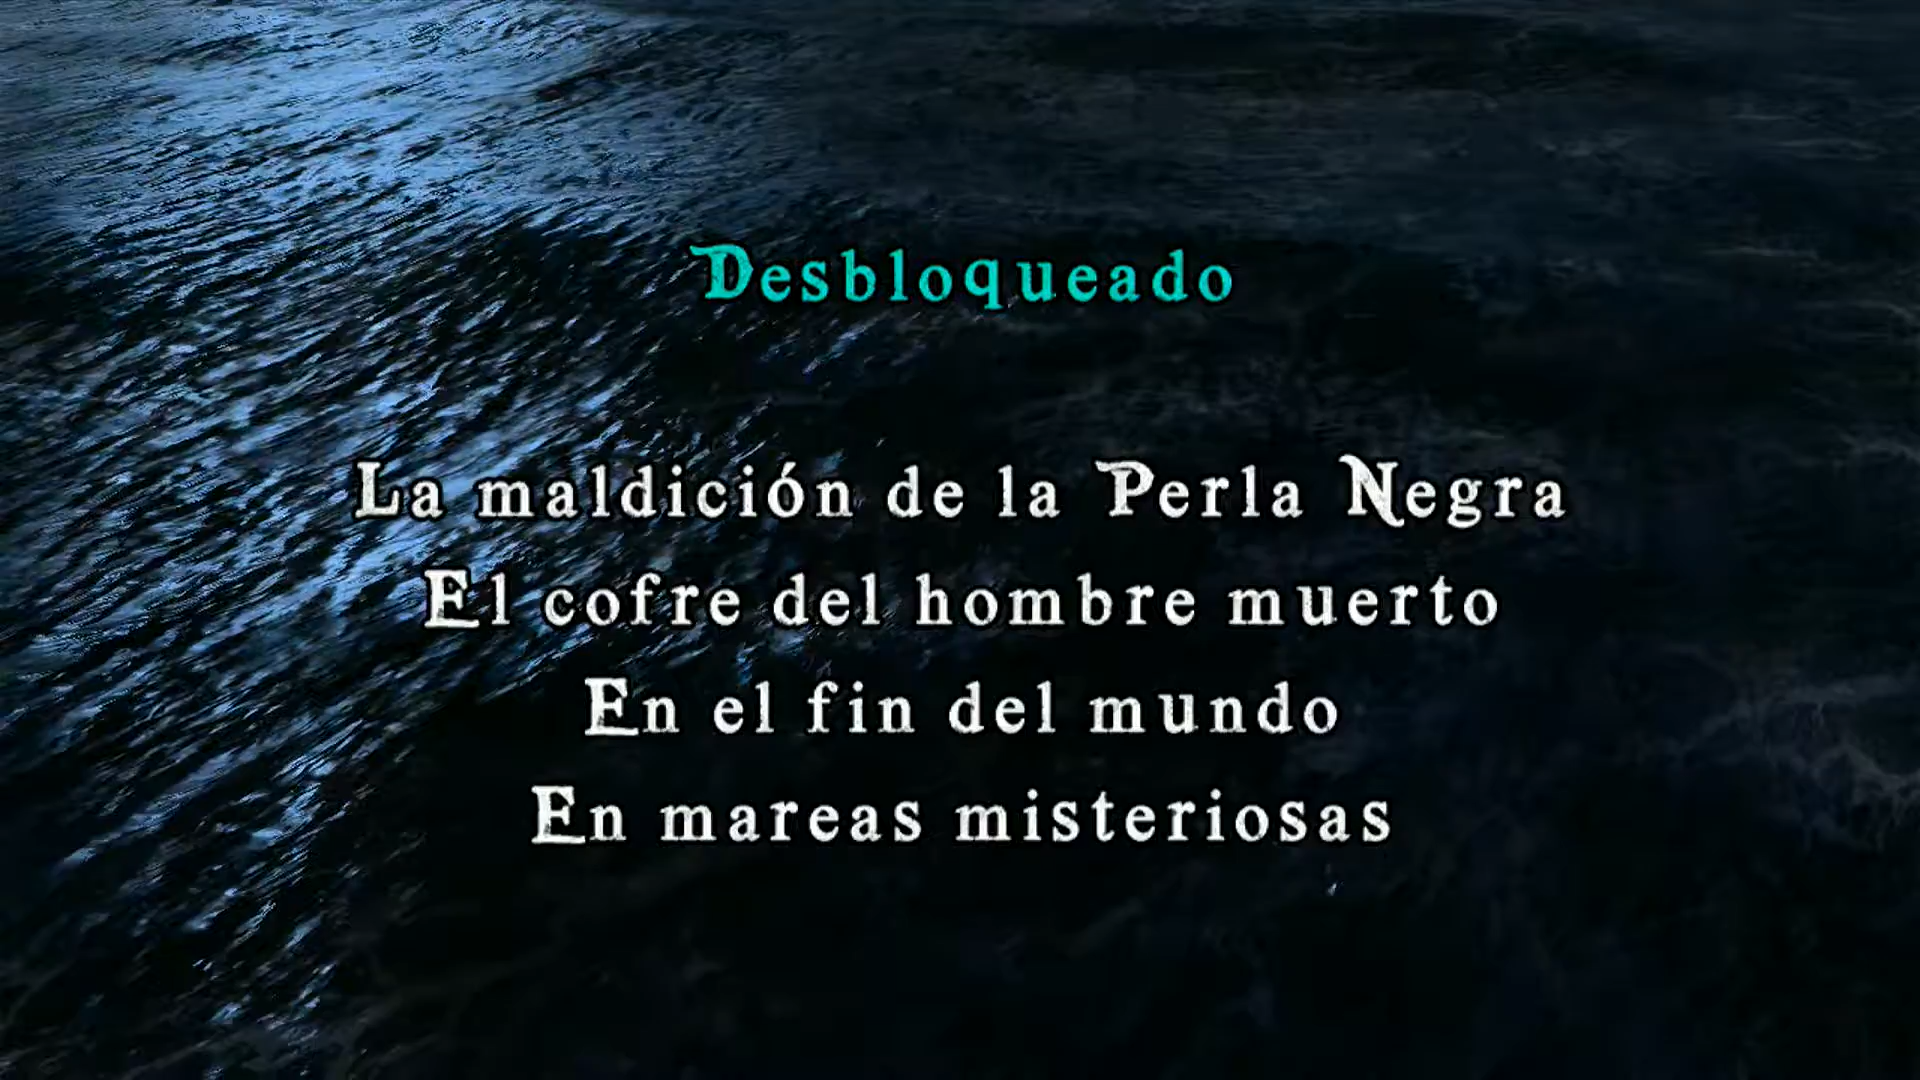 Desbloqueado
La maldición de la Perla Negra
El cofre del hombre muerto
En el fin del mundo
En mareas misteriosas